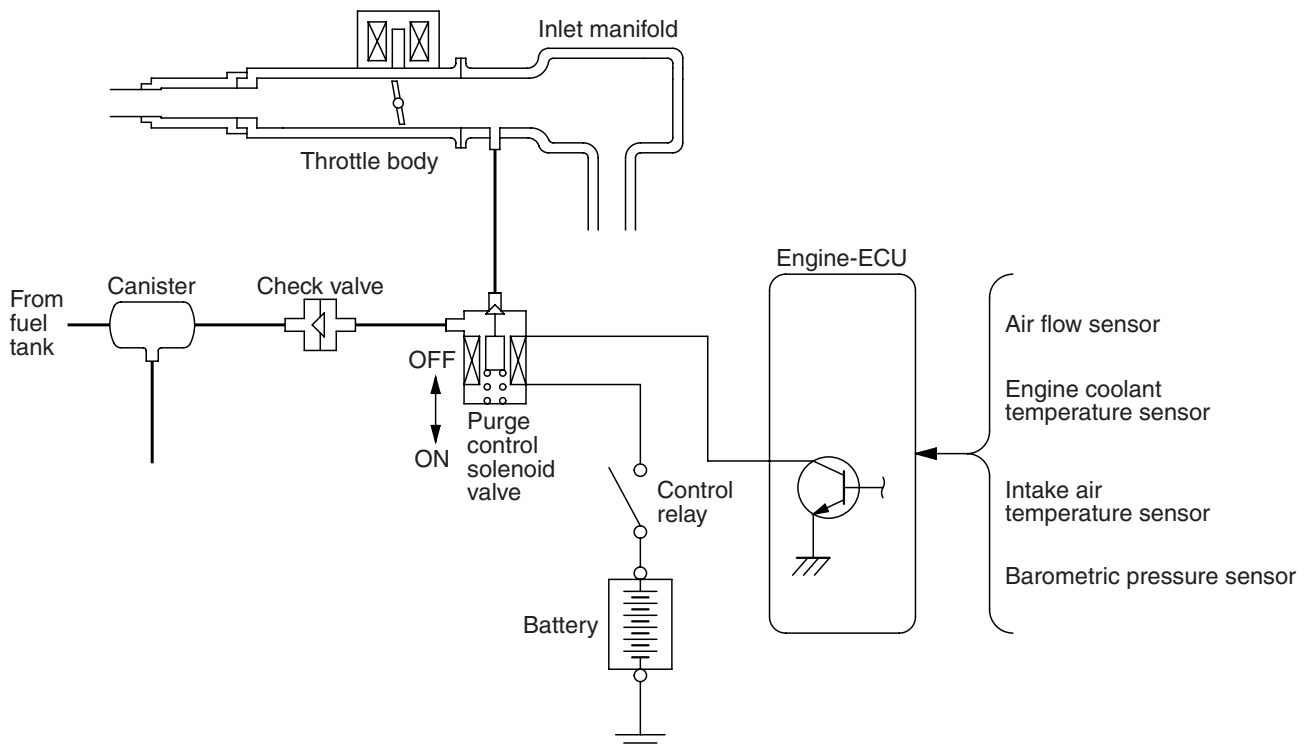 Inlet manifold
Throttle body
Engine-ECU
From
fuel
tank
Canister
Check valve
OFF
ON
Purge
control
solenoid
valve
Control
relay
Battery
Air flow sensor
Engine coolant
temperature sensor
Intake air
temperature sensor
Barometric pressure sensor